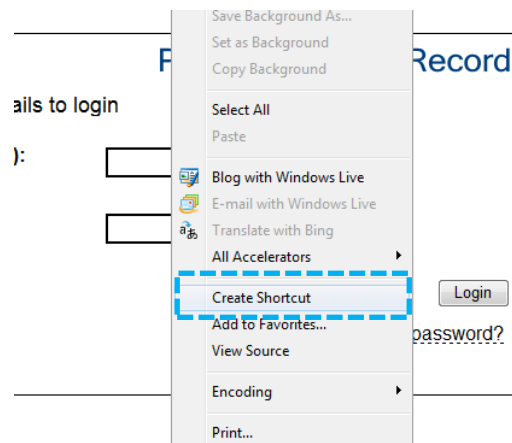 Save Background As...
Set as Background
Record
Copy Background
ails to login
Select All
Paste
):
Blog with Windows Live
E-mail with Windows Live
Translate with Bing
All Accelerators
Create Shortcut
Login
Add to Favorites...
password?
View Source
Encoding
Print...